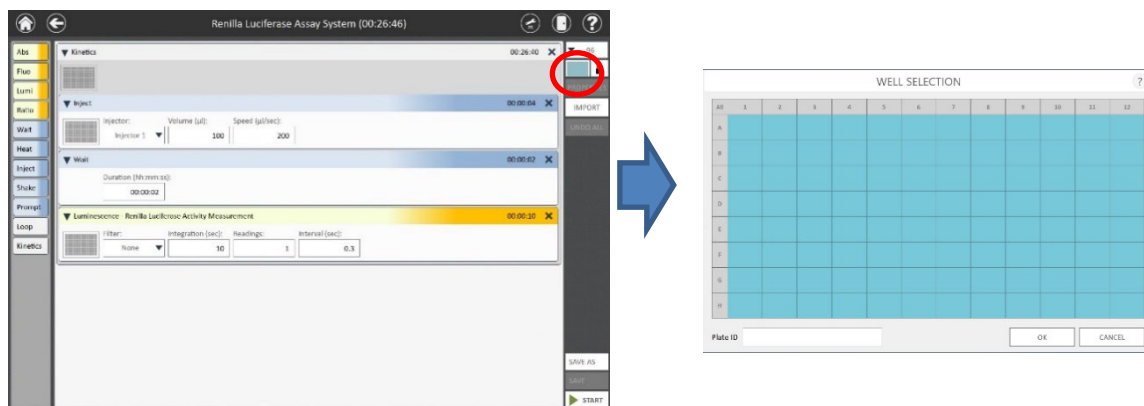 Renilla Luciferase Assay System (00:26:46)
?
Abs
Fluo
Lumi
Ratio
Wait
Heat
Inject
Shake
Prompt
Loop
Kinetics
Kinetics 00:26:40 X
Inject 00:00:04 X
Injector: Volume (µl): Speed (µl/sec):
Injector 1 100 200
Wait 00:00:02 X
Duration (hh:mm:ss):
00:00:02
Luminescence - Renilla Luciferase Activity Measurement 00:00:10 X
Filter: Integration (sec): Readings: Interval (sec):
None 10 1 0.3
96
IMPORT
UNDO ALL
SAVE AS
SAVE
START
WELL SELECTION ?
All 1 2 3 4 5 6 7 8 9 10 11 12
A
B
C
D
E
F
G
H
Plate ID OK CANCEL